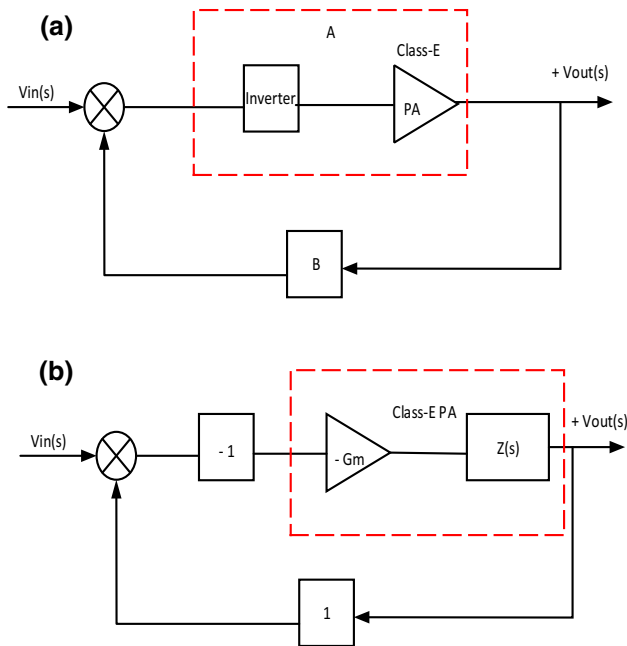 (a)
A
Class-E
Vin(s)
Inverter
PA
+ Vout(s)
B
(b)
Class-E PA
+ Vout(s)
Vin(s)
- 1
- Gm
Z(s)
1